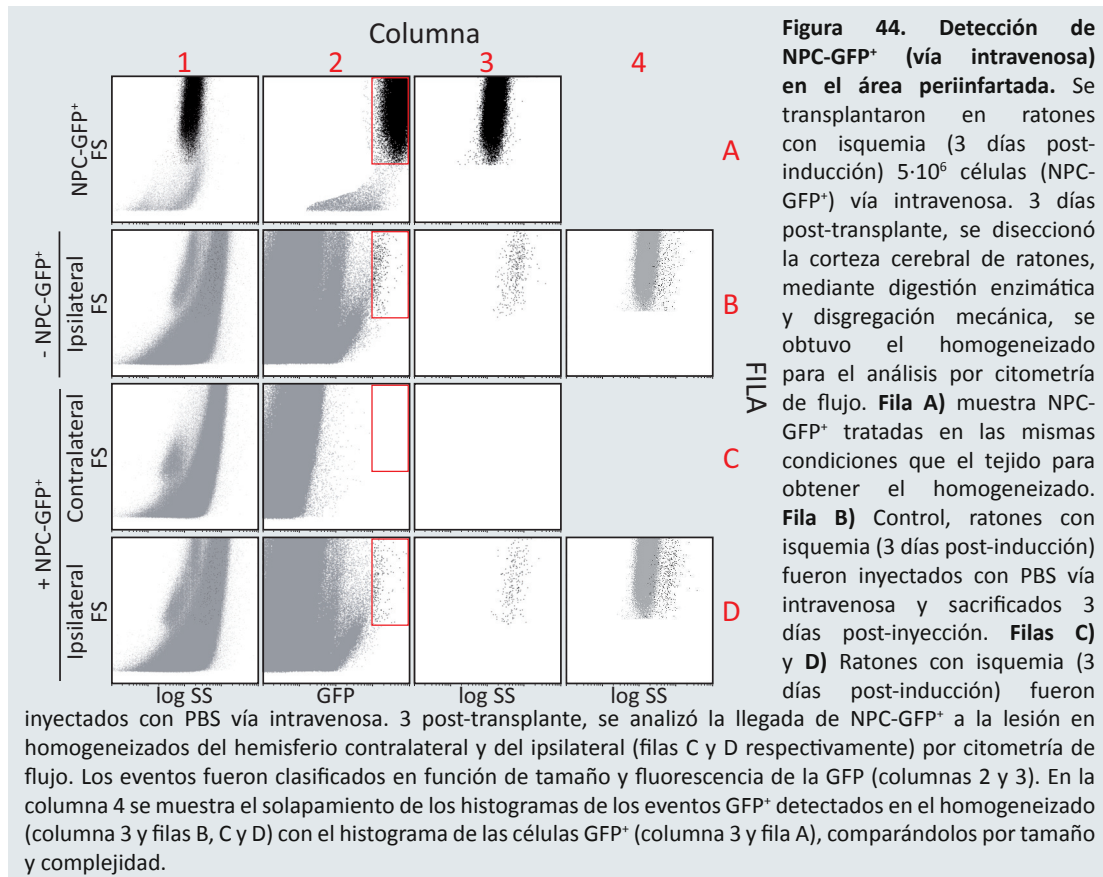 Columna
1 2 3 4
NPC-GFP⁺
FS
A
- NPC-GFP⁺
Ipsilateral
FS
B
FILA
+ NPC-GFP⁺
Contralateral
FS
C
Ipsilateral
FS
D
log SS GFP log SS log SS
Figura 44. Detección de
NPC-GFP⁺ (vía intravenosa)
en el área periinfartada. Se
transplantaron en ratones
con isquemia (3 días post-
inducción) 5·10⁶ células (NPC-
GFP⁺) vía intravenosa. 3 días
post-transplante, se diseccionó
la corteza cerebral de ratones,
mediante digestión enzimática
y disgregación mecánica, se
obtuvo el homogeneizado
para el análisis por citometría
de flujo. Fila A) muestra NPC-
GFP⁺ tratadas en las mismas
condiciones que el tejido para
obtener el homogeneizado.
Fila B) Control, ratones con
isquemia (3 días post-inducción)
fueron inyectados con PBS vía
intravenosa y sacrificados 3
días post-inyección. Filas C)
y D) Ratones con isquemia (3
días post-inducción) fueron
inyectados con PBS vía intravenosa. 3 post-transplante, se analizó la llegada de NPC-GFP⁺ a la lesión en
homogeneizados del hemisferio contralateral y del ipsilateral (filas C y D respectivamente) por citometría de
flujo. Los eventos fueron clasificados en función de tamaño y fluorescencia de la GFP (columnas 2 y 3). En la
columna 4 se muestra el solapamiento de los histogramas de los eventos GFP⁺ detectados en el homogeneizado
(columna 3 y filas B, C y D) con el histograma de las células GFP⁺ (columna 3 y fila A), comparándolos por tamaño
y complejidad.